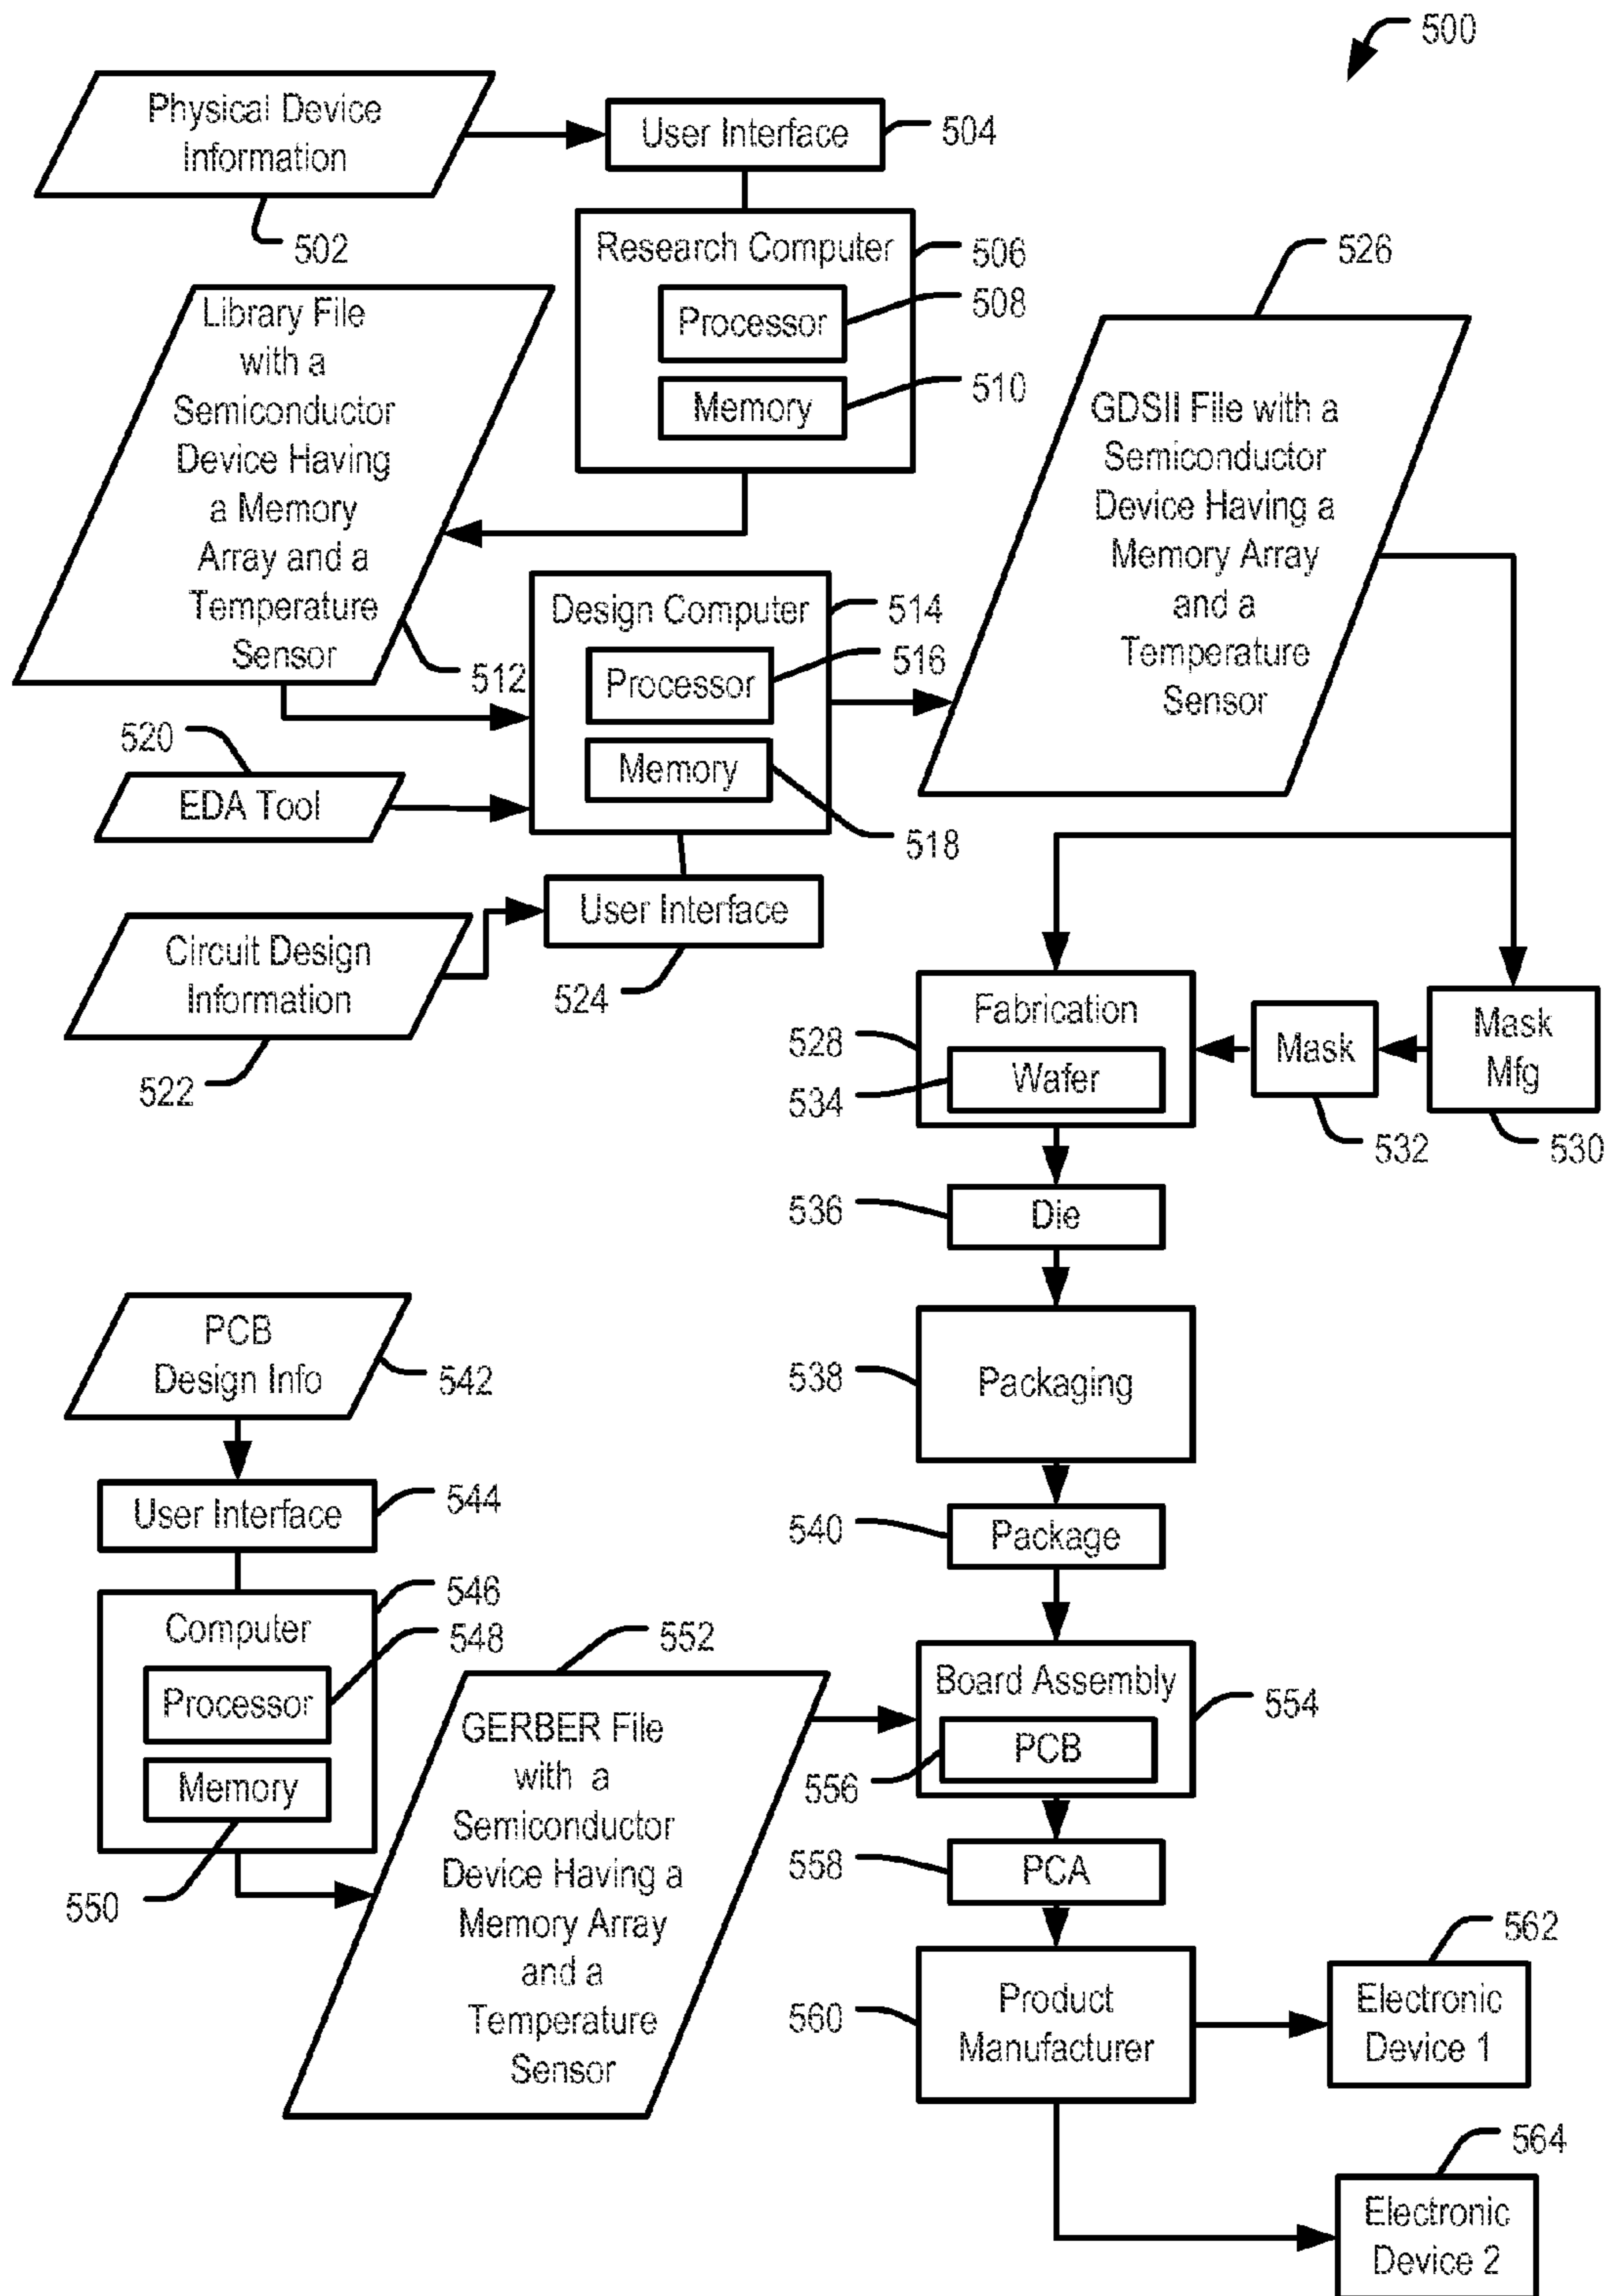 500
Physical Device
Information
502
User Interface
504
Research Computer
506
Processor
508
Memory
510
Library File
with a
Semiconductor
Device Having
a Memory
Array and a
Temperature
Sensor
512
Design Computer
514
Processor
516
Memory
518
520
EDA Tool
Circuit Design
Information
522
User Interface
524
526
GDSII File with a
Semiconductor
Device Having a
Memory Array
and a
Temperature
Sensor
Fabrication
528
Wafer
534
Mask
532
Mask
Mfg
530
536
Die
538
Packaging
540
Package
PCB
Design Info
542
User Interface
544
Computer
546
Processor
548
Memory
550
552
GERBER File
with a
Semiconductor
Device Having a
Memory Array
and a
Temperature
Sensor
Board Assembly
554
PCB
556
558
PCA
560
Product
Manufacturer
562
Electronic
Device 1
564
Electronic
Device 2